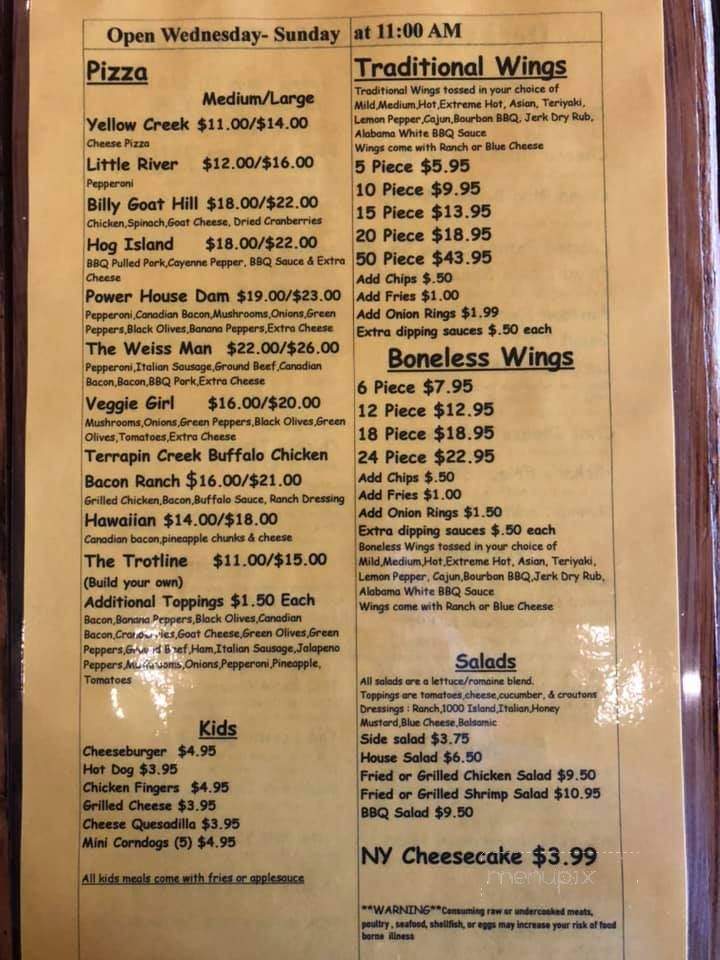 Open Wednesday- Sunday at 11:00 AM
Pizza
Medium/Large
Yellow Creek $11.00/$14.00
Cheese Pizza
Little River $12.00/$16.00
Pepperoni
Billy Goat Hill $18.00/$22.00
Chicken,Spinach,Goat Cheese, Dried Cranberries
Hog Island $18.00/$22.00
BBQ Pulled Pork,Cayenne Pepper, BBQ Sauce & Extra
Cheese
Power House Dam $19.00/$23.00
Pepperoni,Canadian Bacon,Mushrooms,Onions,Green
Peppers,Black Olives,Banana Peppers,Extra Cheese
The Weiss Man $22.00/$26.00
Pepperoni,Italian Sausage,Ground Beef,Canadian
Bacon,Bacon,BBQ Pork,Extra Cheese
Veggie Girl $16.00/$20.00
Mushrooms,Onions,Green Peppers,Black Olives,Green
Olives,Tomatoes,Extra Cheese
Terrapin Creek Buffalo Chicken
Bacon Ranch $16.00/$21.00
Grilled Chicken,Bacon,Buffalo Sauce, Ranch Dressing
Hawaiian $14.00/$18.00
Canadian bacon,pineapple chunks & cheese
The Trotline $11.00/$15.00
(Build your own)
Additional Toppings $1.50 Each
Bacon,Banana Peppers,Black Olives,Canadian
Bacon,Cranberries,Goat Cheese,Green Olives,Green
Peppers,Ground Beef,Ham,Italian Sausage,Jalapeno
Peppers,Mushrooms,Onions,Pepperoni,Pineapple,
Tomatoes
Kids
Cheeseburger $4.95
Hot Dog $3.95
Chicken Fingers $4.95
Grilled Cheese $3.95
Cheese Quesadilla $3.95
Mini Corndogs (5) $4.95
All kids meals come with fries or applesauce
Traditional Wings
Traditional Wings tossed in your choice of
Mild,Medium,Hot,Extreme Hot, Asian, Teriyaki,
Lemon Pepper,Cajun,Bourbon BBQ, Jerk Dry Rub,
Alabama White BBQ Sauce
Wings come with Ranch or Blue Cheese
5 Piece $5.95
10 Piece $9.95
15 Piece $13.95
20 Piece $18.95
50 Piece $43.95
Add Chips $.50
Add Fries $1.00
Add Onion Rings $1.99
Extra dipping sauces $.50 each
Boneless Wings
6 Piece $7.95
12 Piece $12.95
18 Piece $18.95
24 Piece $22.95
Add Chips $.50
Add Fries $1.00
Add Onion Rings $1.50
Extra dipping sauces $.50 each
Boneless Wings tossed in your choice of
Mild,Medium,Hot,Extreme Hot, Asian, Teriyaki,
Lemon Pepper, Cajun,Bourbon BBQ,Jerk Dry Rub,
Alabama White BBQ Sauce
Wings come with Ranch or Blue Cheese
Salads
All salads are a lettuce/romaine blend.
Toppings are tomatoes,cheese,cucumber, & croutons
Dressings : Ranch,1000 Island,Italian,Honey
Mustard,Blue Cheese,Balsamic
Side salad $3.75
House Salad $6.50
Fried or Grilled Chicken Salad $9.50
Fried or Grilled Shrimp Salad $10.95
BBQ Salad $9.50
NY Cheesecake $3.99
menupix
**WARNING**Consuming raw or undercooked meats,
poultry , seafood, shellfish, or eggs may increase your risk of food
borne illness